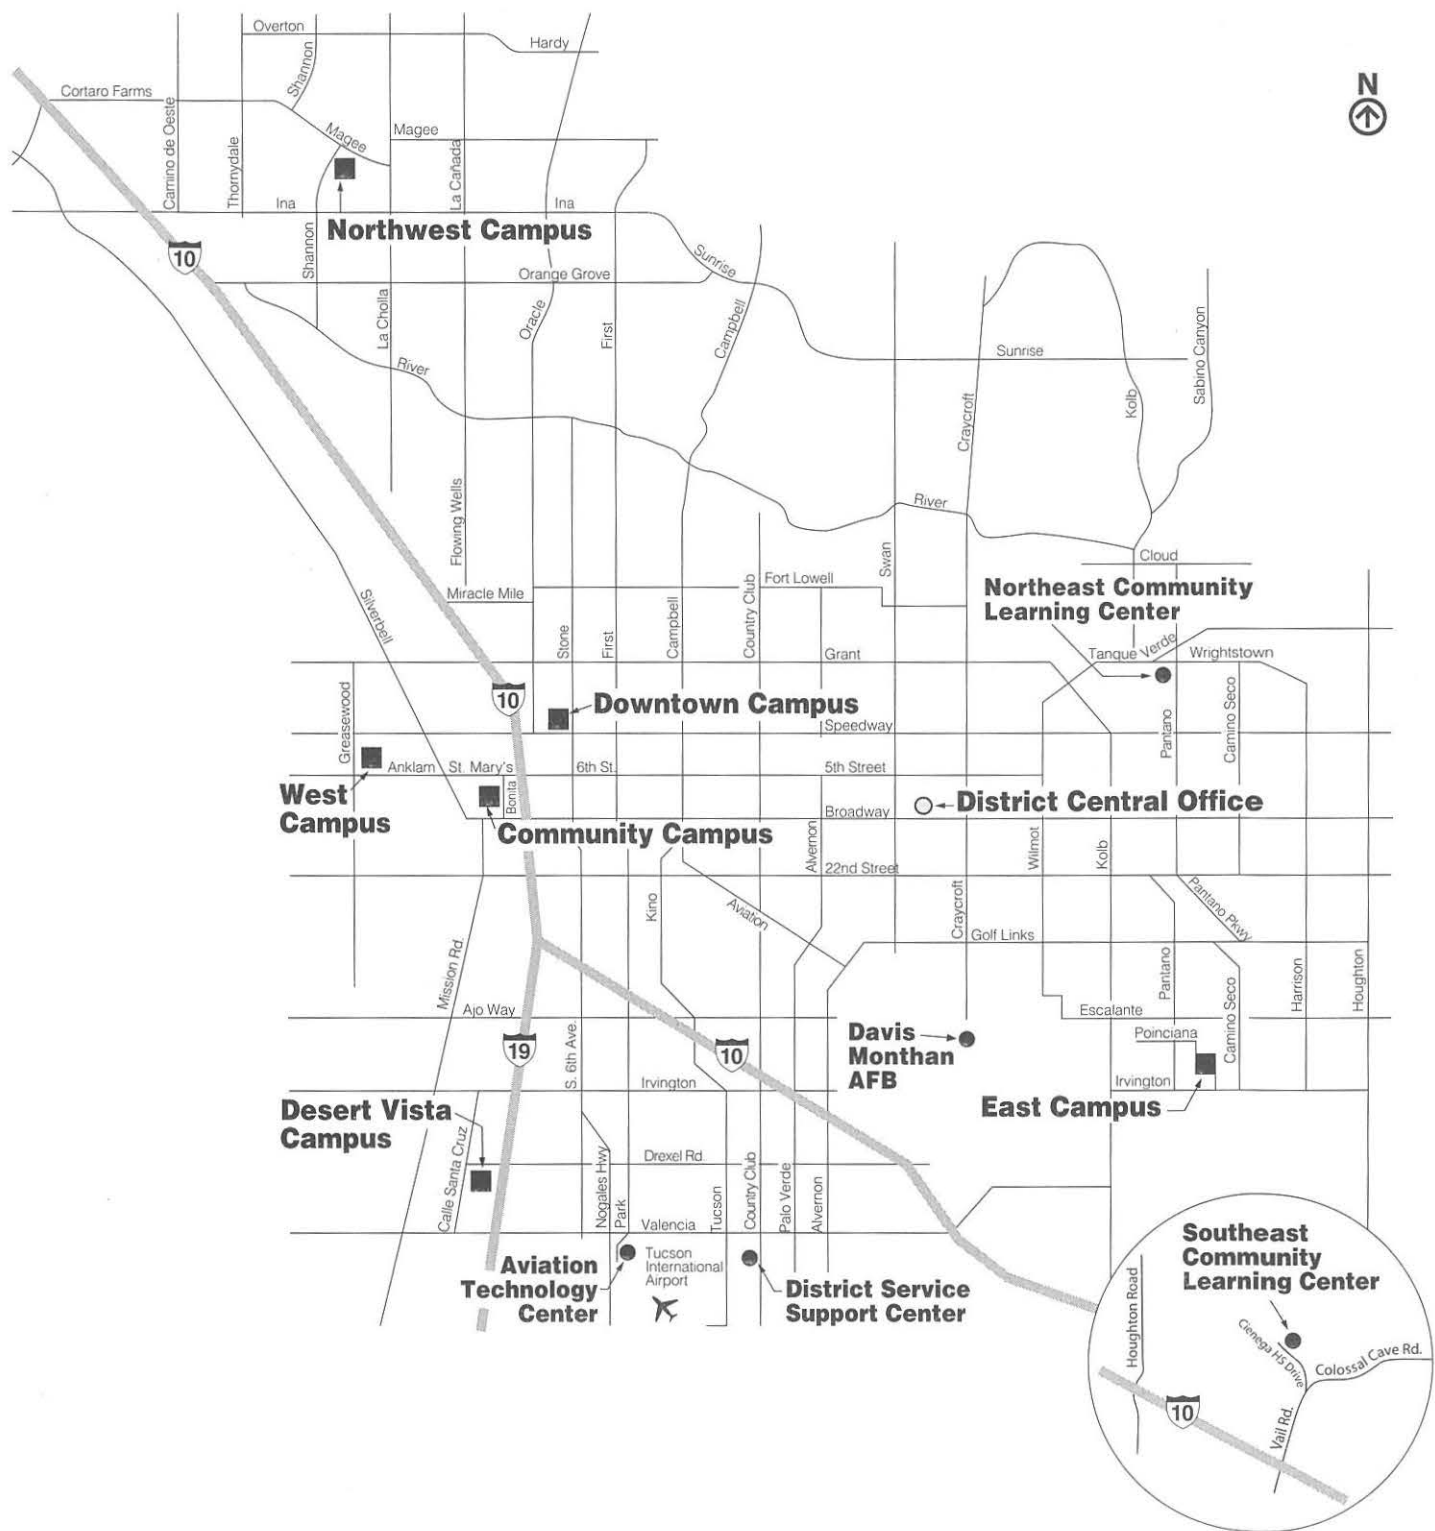 Overton
Hardy
Shannon
N
Cortaro Farms
Camino de Oeste
Thornydale
Magee
Magee
La Cañada
Ina
Ina
Northwest Campus
10
Shannon
Sunrise
Orange Grove
La Cholla
Oracle
First
Campbell
Sunrise
Sabino Canyon
River
Craycroft
Kolb
River
Flowing Wells
Swan
Cloud
Fort Lowell
Country Club
Northeast Community
Learning Center
Miracle Mile
Silverbell
Stone
First
Campbell
Grant
Tanque Verde
Wrightstown
Greasewood
10
Downtown Campus
Speedway
Pantano
Camino Seco
Anklam
St. Mary's
6th St.
5th Street
West
Campus
Bonita
Broadway
District Central Office
Community Campus
Alvernon
22nd Street
Wilmot
Kolb
Kino
Aviation
Craycroft
Pantano Pkwy
Golf Links
Mission Rd.
Pantano
Camino Seco
Harrison
Houghton
Ajo Way
Escalante
19
S. 6th Ave.
10
Davis
Monthan
AFB
Poinciana
Irvington
Irvington
East Campus
Desert Vista
Campus
Calle Santa Cruz
Drexel Rd.
Nogales Hwy
Park
Valencia
Tucson
Country Club
Palo Verde
Alvernon
Aviation
Technology
Center
Tucson
International
Airport
District Service
Support Center
Southeast
Community
Learning Center
Houghton Road
Cienega HS Drive
Colossal Cave Rd.
10
Vail Rd.